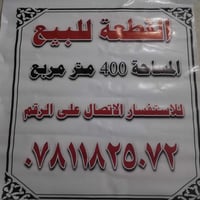 القطعة للبيع
المساحة 400 متر مربع
للاستفسار الاتصال على الرقم
٠٧٨١١٨٢٥٠٧٢